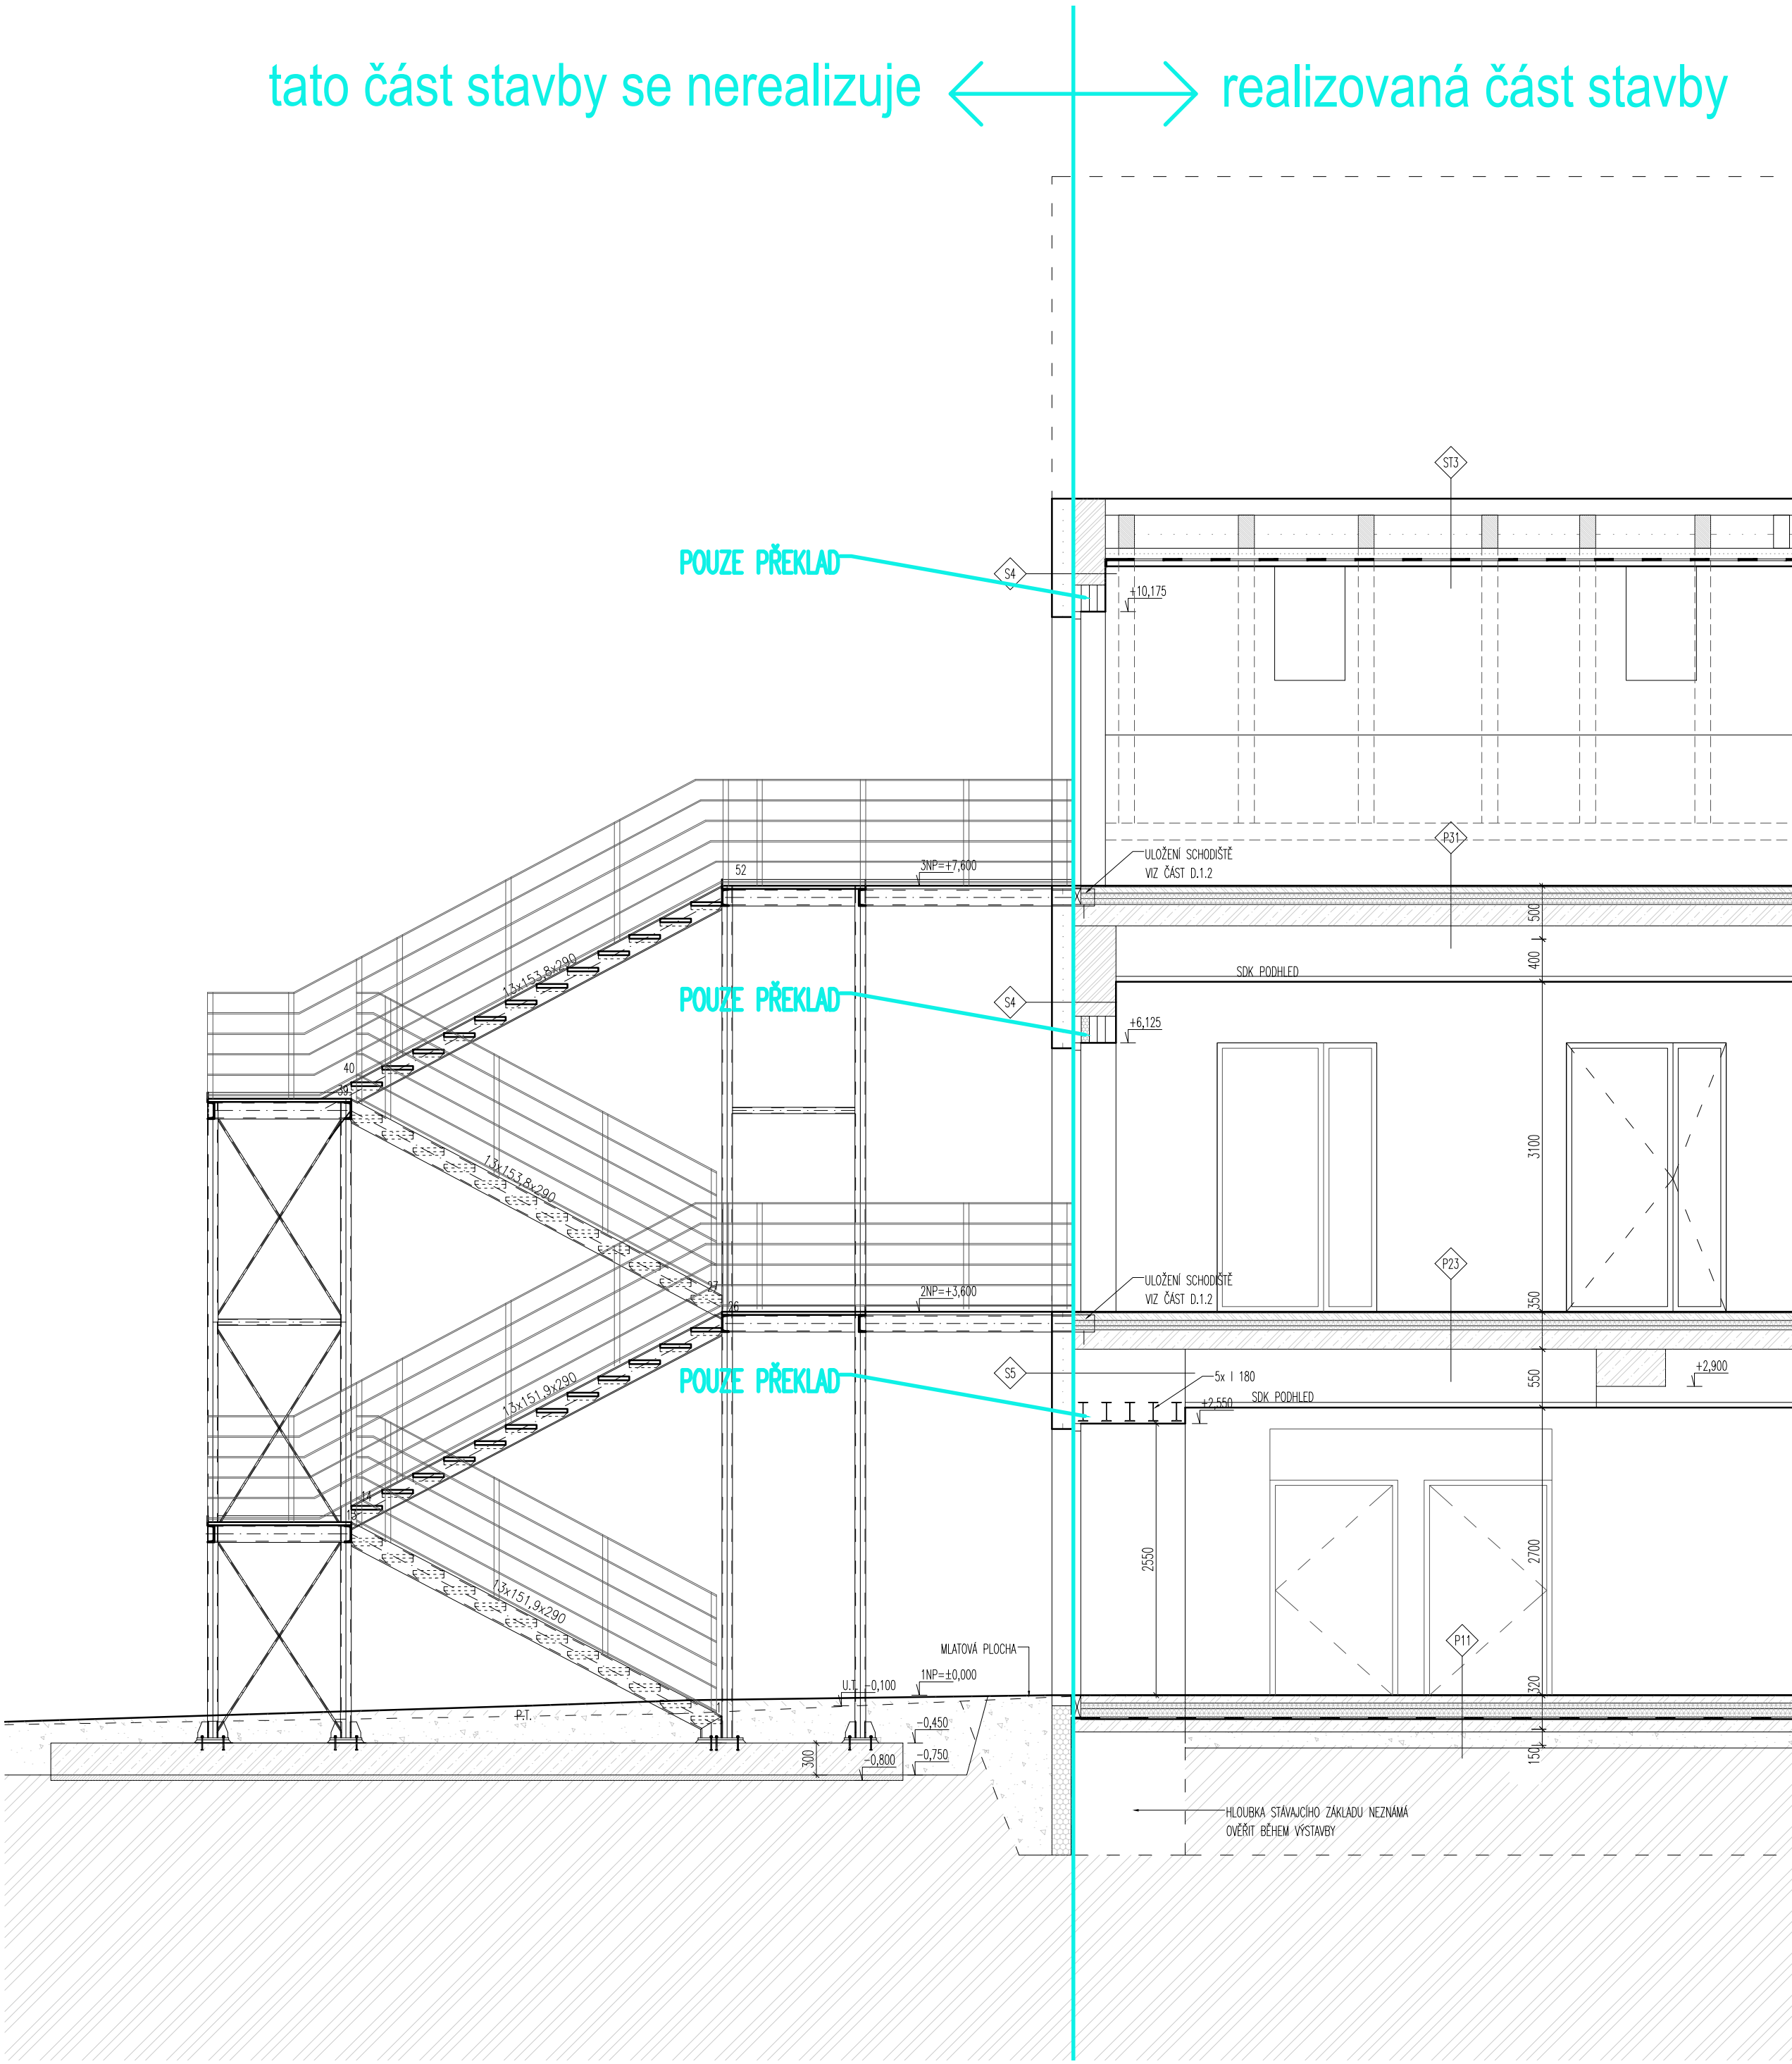 tato část stavby se nerealizuje
realizovaná část stavby
ST3
POUZE PŘEKLAD
S4
+10,175
P31
ULOŽENÍ SCHODIŠTĚ
VIZ ČÁST D.1.2
3NP=+7,600
52
500
400
SDK PODHLED
13x153,8x290
POUZE PŘEKLAD
S4
+6,125
40
39
3100
13x153,8x290
P23
27
26
2NP=+3,600
ULOŽENÍ SCHODIŠTĚ
VIZ ČÁST D.1.2
350
S5
POUZE PŘEKLAD
5x I 180
SDK PODHLED
+2,550
+2,900
550
13x151,9x290
14
13
2550
2700
13x151,9x290
P11
MLATOVÁ PLOCHA
1NP=±0,000
U.T. -0,100
1
P.T.
320
-0,450
-0,750
-0,800
300
150
HLOUBKA STÁVAJCÍHO ZÁKLADU NEZNÁMÁ
OVĚŘIT BĚHEM VÝSTAVBY